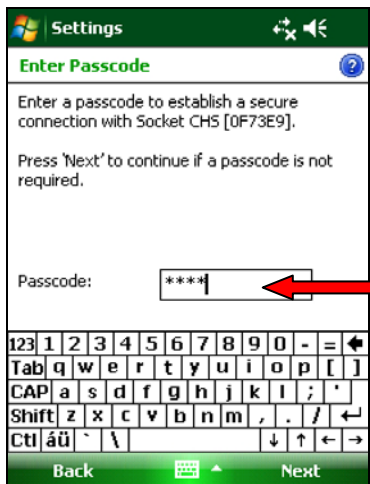 Settings
Enter Passcode
Enter a passcode to establish a secure
connection with Socket CHS [0F73E9].
Press 'Next' to continue if a passcode is not
required.
Passcode: ****
123 1 2 3 4 5 6 7 8 9 0 - =
Tab q w e r t y u i o p [ ]
CAP a s d f g h j k l ; '
Shift z x c v b n m , . /
Ctl áü ` \
Back Next